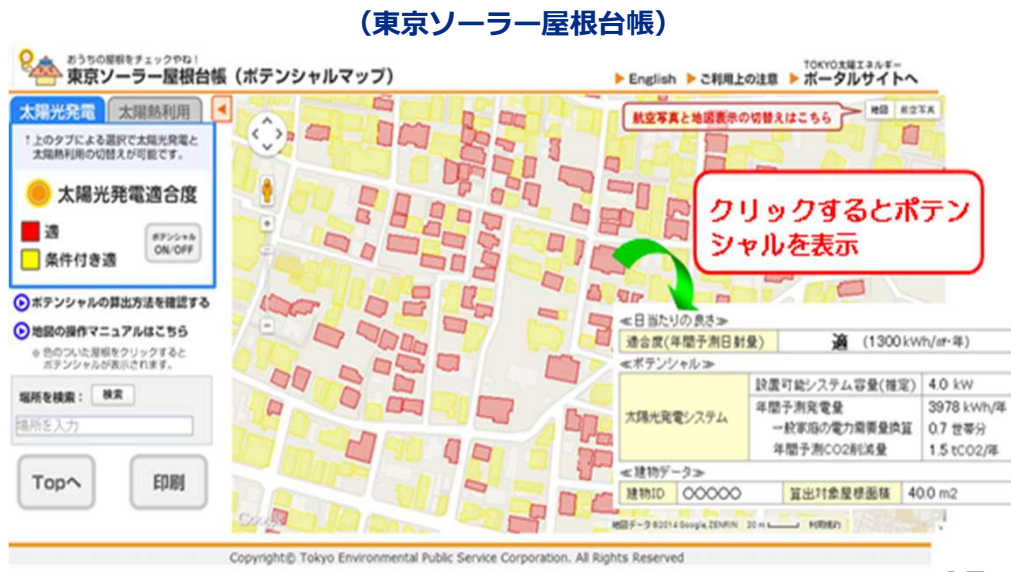 （東京ソーラー屋根台帳）
おうちの屋根をチェックやね！
東京ソーラー屋根台帳（ポテンシャルマップ）
English ご利用上の注意
TOKYO太陽エネルギー
ポータルサイトへ
太陽光発電 太陽熱利用
↑上のタブによる選択で太陽光発電と
太陽熱利用の切替えが可能です。
太陽光発電適合度
適
条件付き適
ポテンシャル
ON/OFF
ポテンシャルの算出方法を確認する
地図の操作マニュアルはこちら
※色のついた屋根をクリックすると
ポテンシャルが表示されます。
場所を検索： 検索
場所を入力
Topへ 印刷
航空写真と地図表示の切替えはこちら
地図 航空写真
クリックするとポテン
シャルを表示
≪日当たりの良さ≫
適合度(年間予測日射量) 適 (1300kWh/㎡・年)
≪ポテンシャル≫
太陽光発電システム
設置可能システム容量(推定) 4.0 kW
年間予測発電量 3978 kWh/年
一般家庭の電力需要量換算 0.7 世帯分
年間予測CO2削減量 1.5 tCO2/年
≪建物データ≫
建物ID OOOOO 算出対象屋根面積 40.0 m2
Google
地図データ©2014 Google, ZENRIN 20 m 利用規約
Copyright© Tokyo Environmental Public Service Corporation. All Rights Reserved